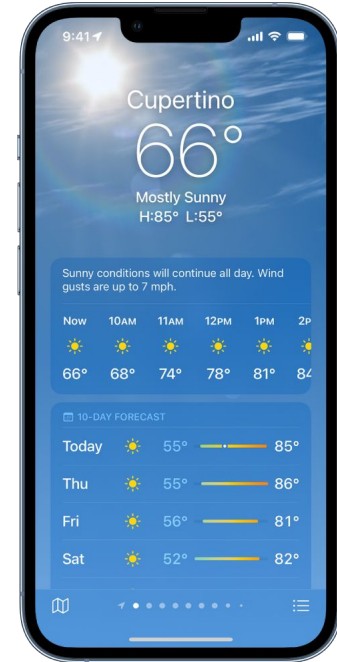 9:41
Cupertino
66°
Mostly Sunny
H:85° L:55°
Sunny conditions will continue all day. Wind
gusts are up to 7 mph.
Now 10AM 11AM 12PM 1PM 2P
66° 68° 74° 78° 81° 84
10-DAY FORECAST
Today 55° 85°
Thu 55° 86°
Fri 56° 81°
Sat 52° 82°